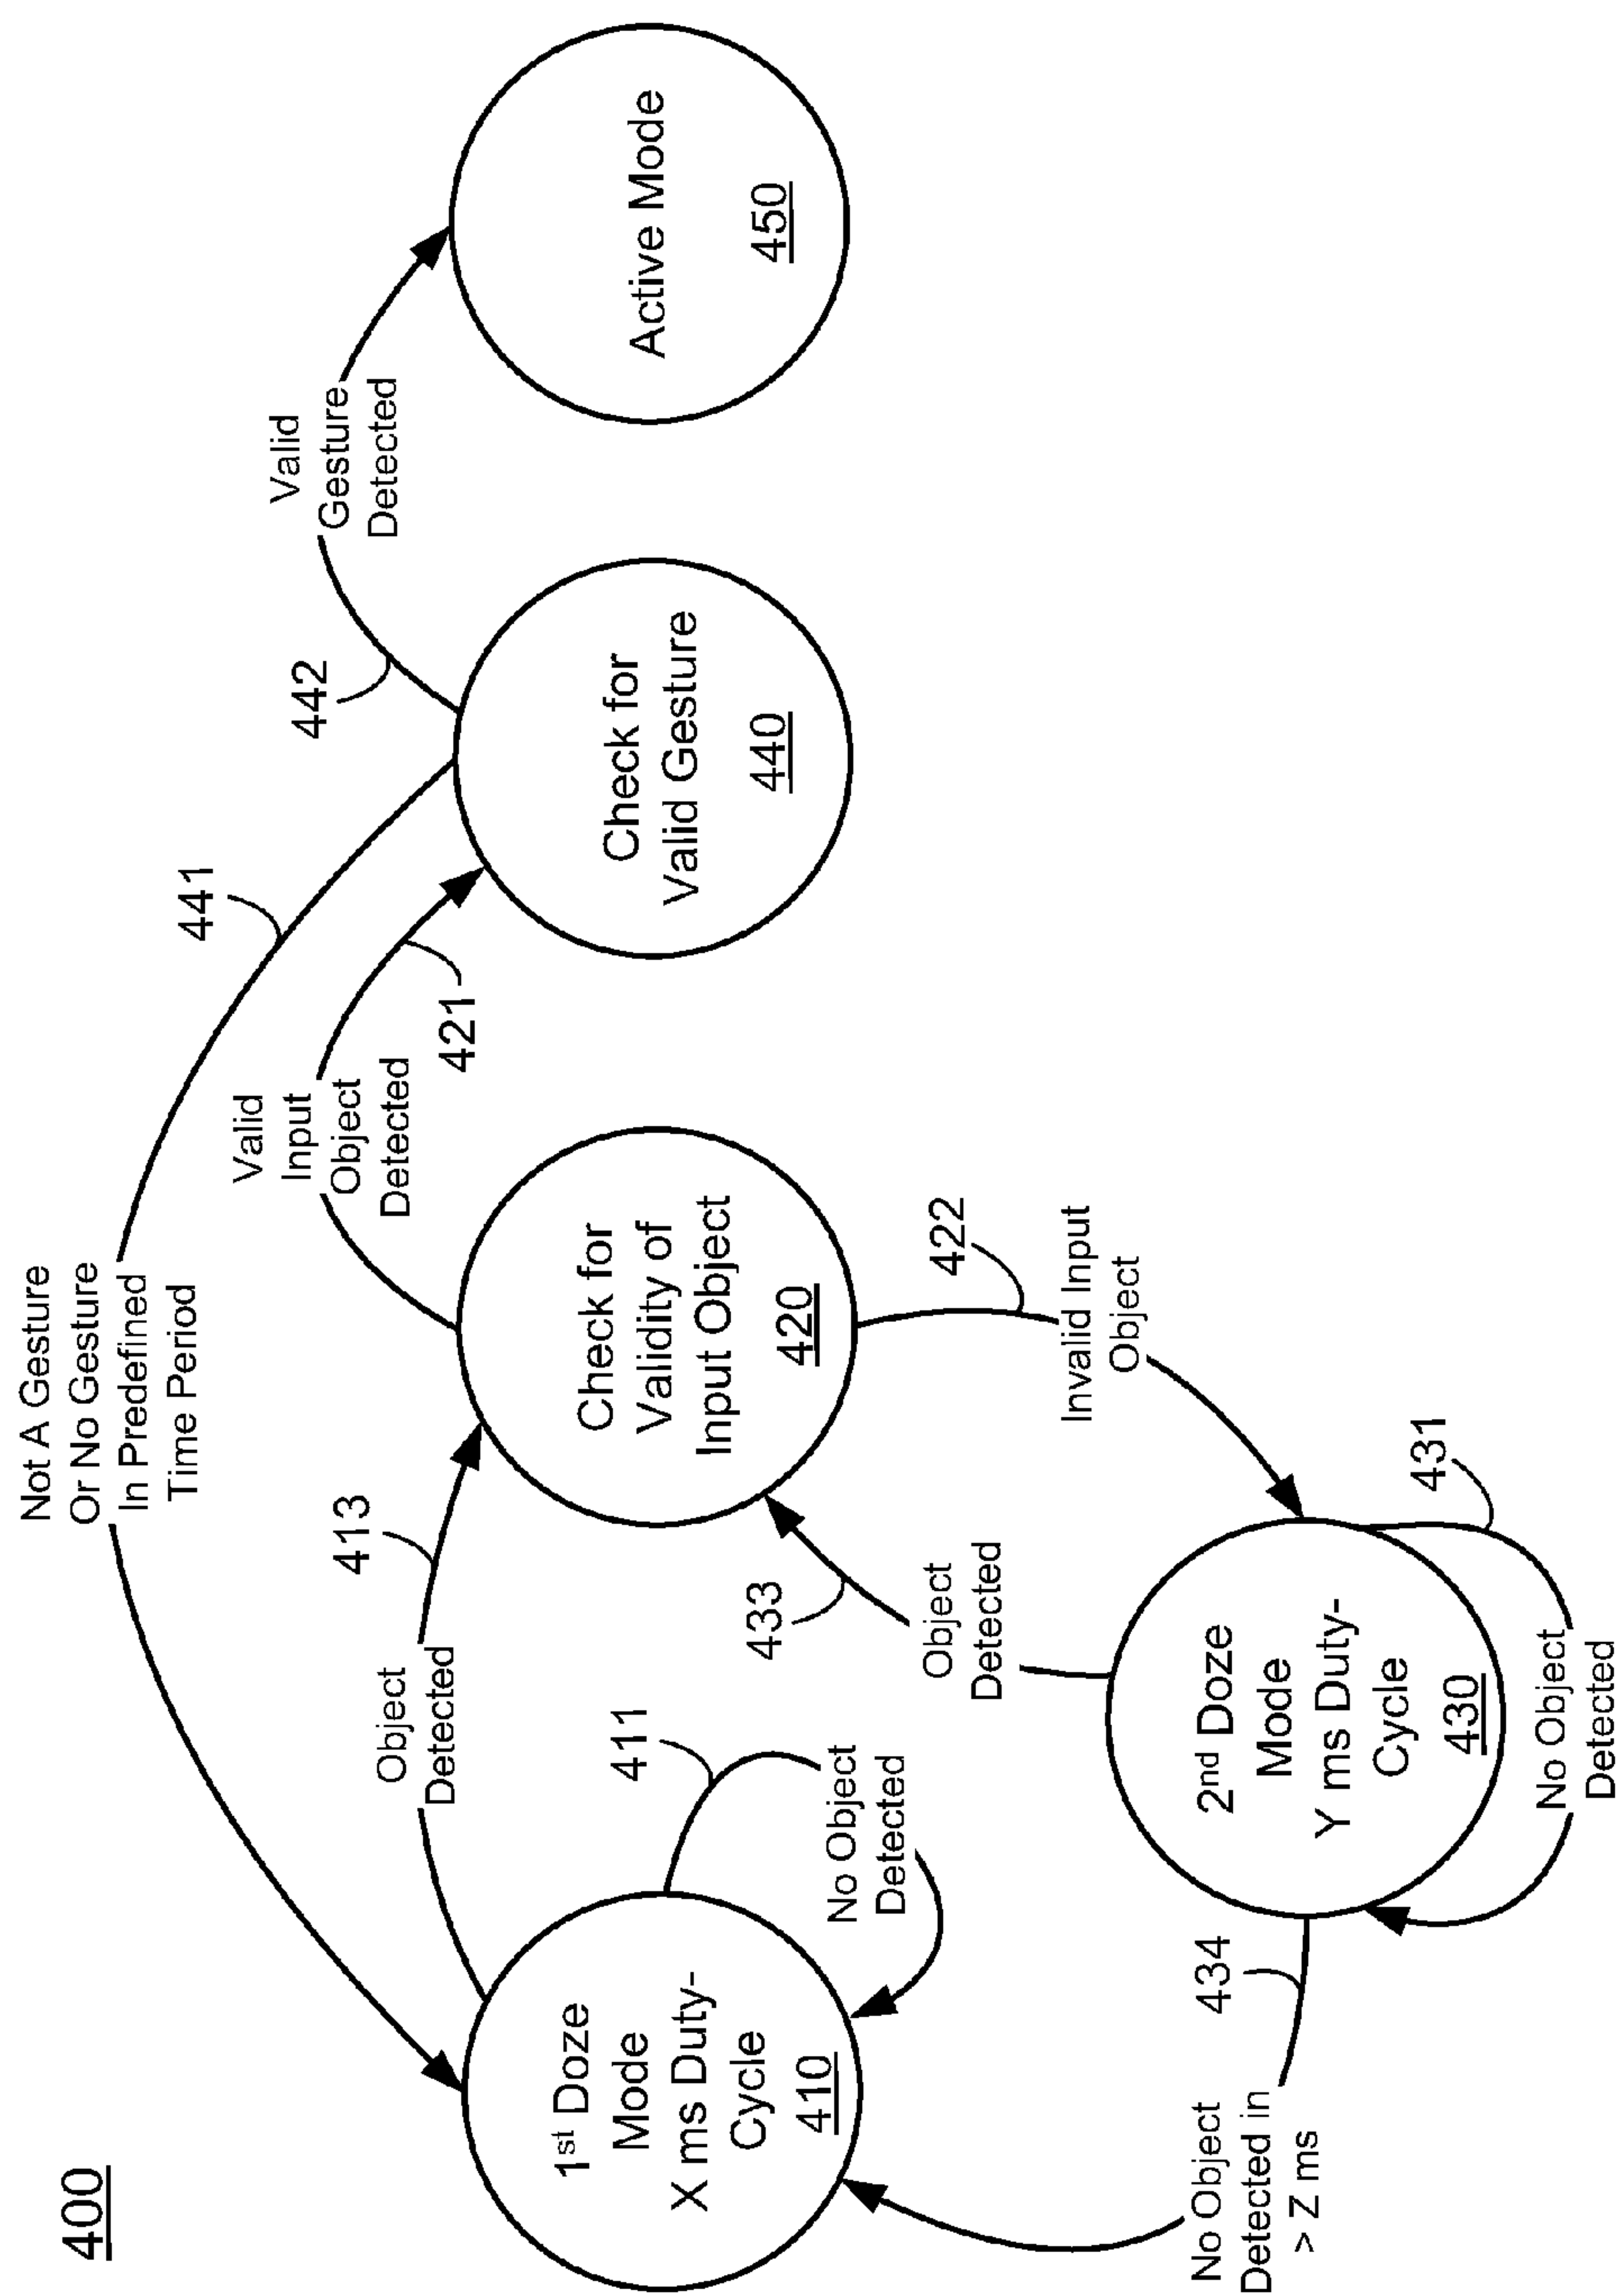 400
Not A Gesture
Or No Gesture
In Predefined
Time Period
441
442
Valid
Gesture
Detected
Valid
Input
Object
Detected
421
413
Object
Detected
1st Doze
Mode
X ms Duty-
Cycle
410
411
No Object
Detected
Check for
Validity of
Input Object
420
Check for
Valid Gesture
440
Active Mode
450
433
Object
Detected
422
Invalid Input
Object
434
No Object
Detected in
> Z ms
2nd Doze
Mode
Y ms Duty-
Cycle
430
431
No Object
Detected